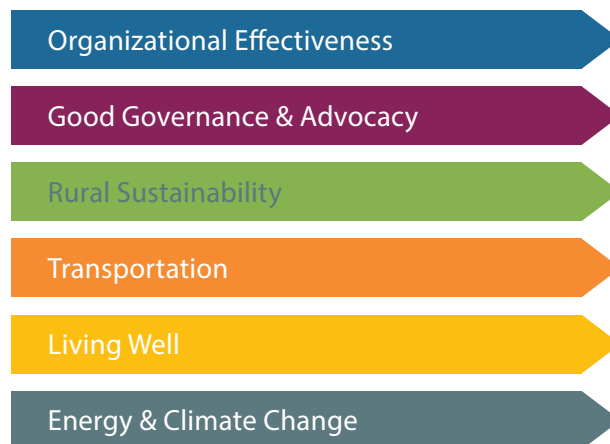 Organizational Effectiveness
Good Governance & Advocacy
Rural Sustainability
Transportation
Living Well
Energy & Climate Change